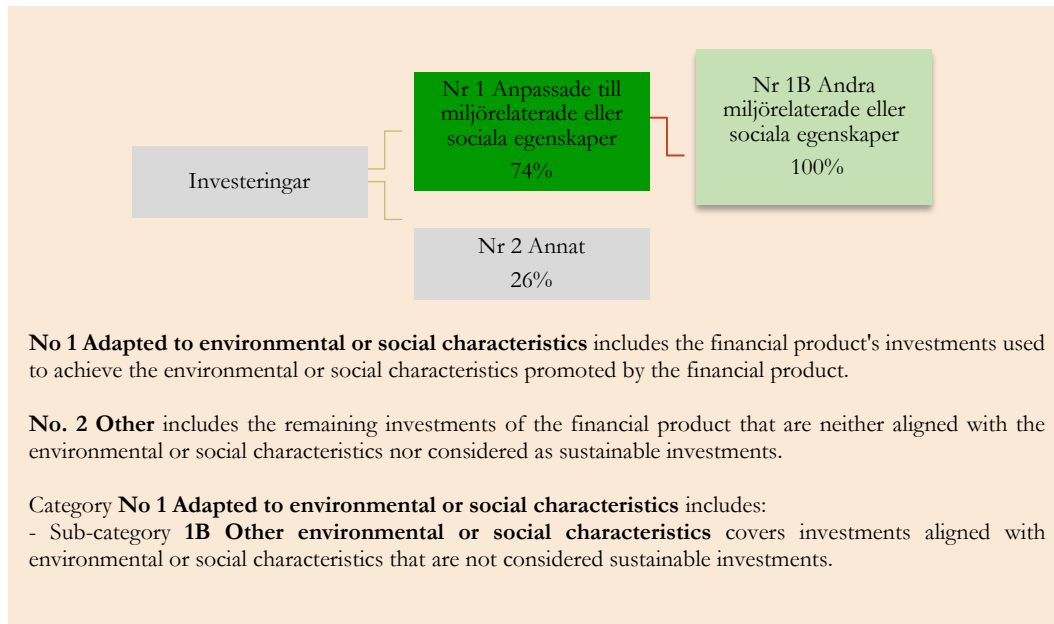 Nr 1 Anpassade till
miljörelaterade eller
sociala egenskaper
74%
Nr 1B Andra
miljörelaterade eller
sociala egenskaper
100%
Investeringar
Nr 2 Annat
26%
No 1 Adapted to environmental or social characteristics includes the financial product's investments used
to achieve the environmental or social characteristics promoted by the financial product.
No. 2 Other includes the remaining investments of the financial product that are neither aligned with the
environmental or social characteristics nor considered as sustainable investments.
Category No 1 Adapted to environmental or social characteristics includes:
- Sub-category 1B Other environmental or social characteristics covers investments aligned with
environmental or social characteristics that are not considered sustainable investments.